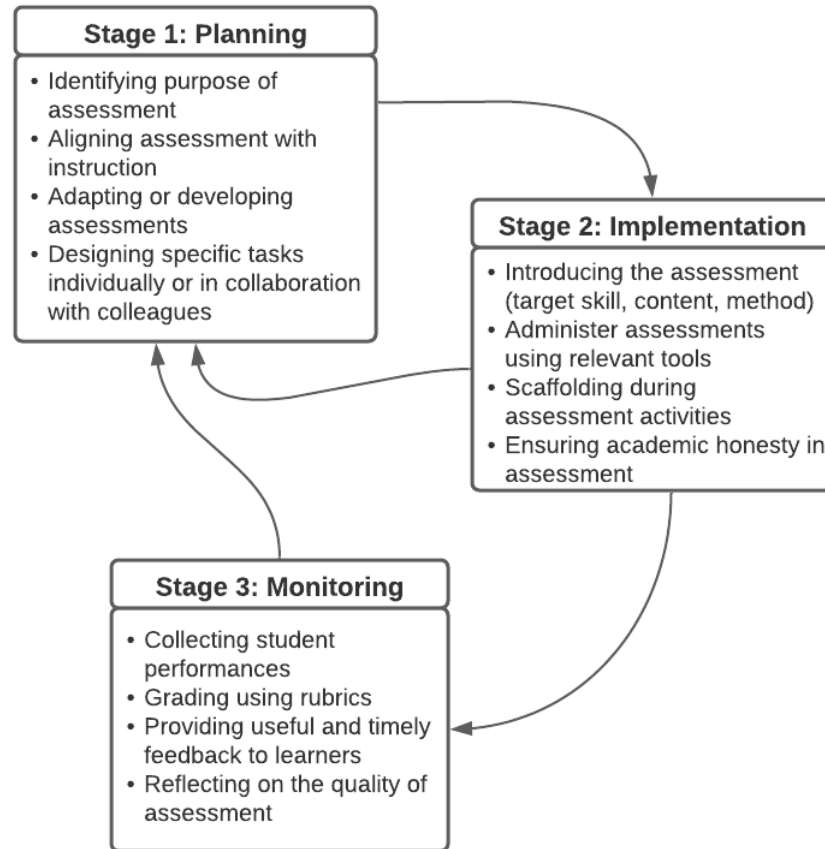 Stage 1: Planning
• Identifying purpose of
assessment
• Aligning assessment with
instruction
• Adapting or developing
assessments
• Designing specific tasks
individually or in collaboration
with colleagues
Stage 2: Implementation
• Introducing the assessment
(target skill, content, method)
• Administer assessments
using relevant tools
• Scaffolding during
assessment activities
• Ensuring academic honesty in
assessment
Stage 3: Monitoring
• Collecting student
performances
• Grading using rubrics
• Providing useful and timely
feedback to learners
• Reflecting on the quality of
assessment